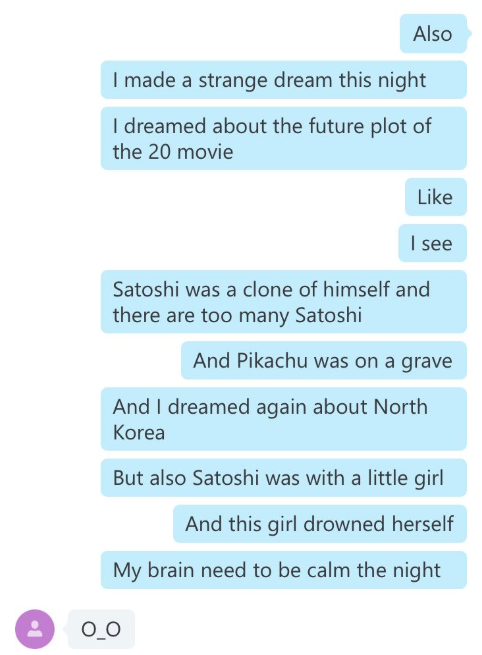 Also
I made a strange dream this night
I dreamed about the future plot of
the 20 movie
Like
I see
Satoshi was a clone of himself and
there are too many Satoshi
And Pikachu was on a grave
And I dreamed again about North
Korea
But also Satoshi was with a little girl
And this girl drowned herself
My brain need to be calm the night
O_O